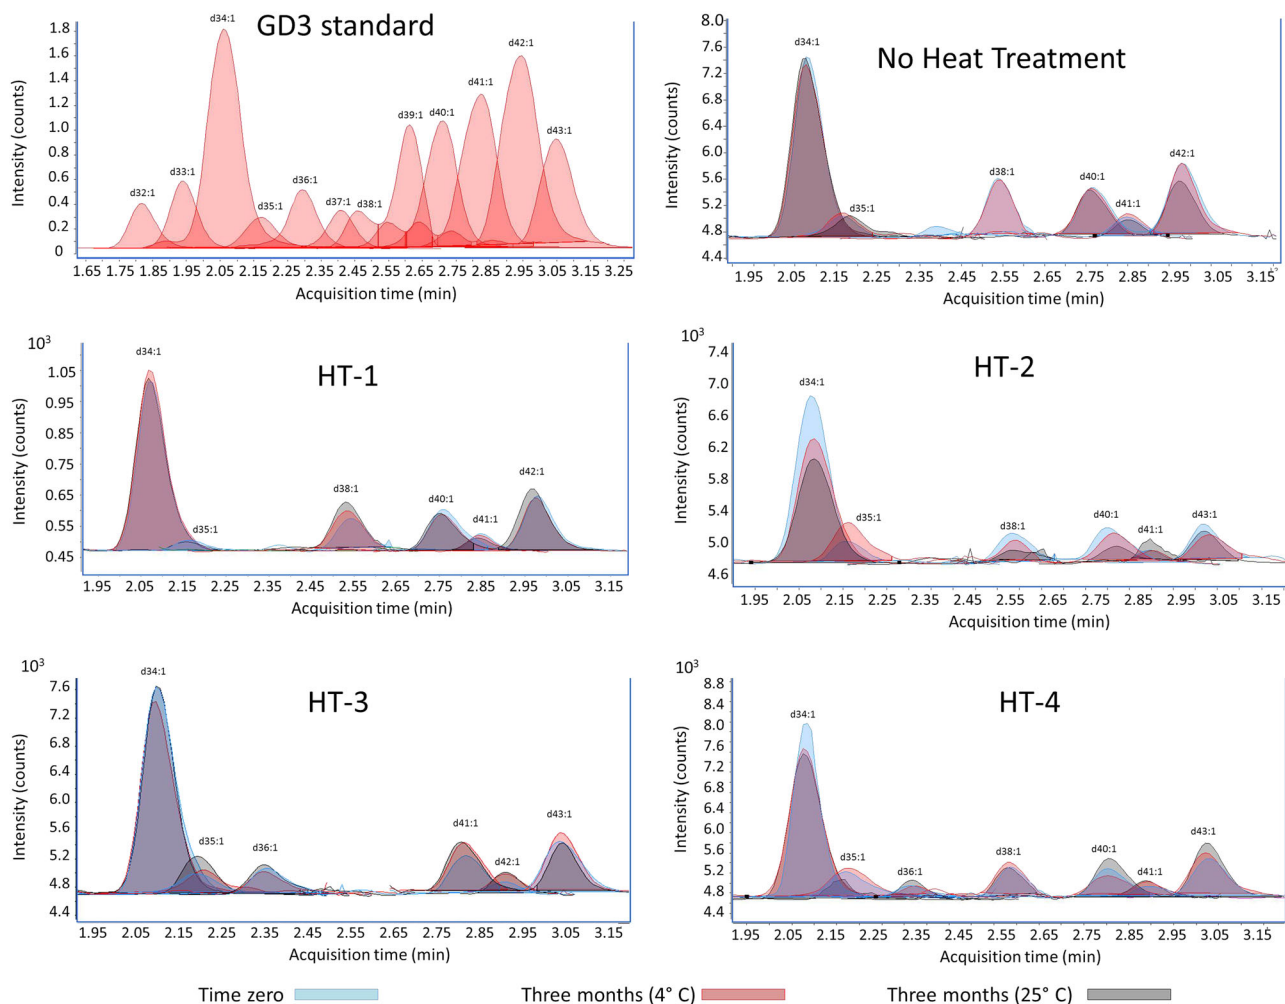 GD3 standard
Intensity (counts)
1.8
1.6
1.4
1.2
1.0
0.8
0.6
0.4
0.2
0
d32:1
d33:1
d34:1
d35:1
d36:1
d37:1
d38:1
d39:1
d40:1
d41:1
d42:1
d43:1
1.65 1.75 1.85 1.95 2.05 2.15 2.25 2.35 2.45 2.55 2.65 2.75 2.85 2.95 3.05 3.15 3.25
Acquisition time (min)
No Heat Treatment
Intensity (counts)
8.0
7.6
7.2
6.8
6.4
6.0
5.6
5.2
4.8
4.4
d34:1
d35:1
d38:1
d40:1
d41:1
d42:1
1.95 2.05 2.15 2.25 2.35 2.45 2.55 2.65 2.75 2.85 2.95 3.05 3.15
Acquisition time (min)
HT-1
10³
Intensity (counts)
1.05
0.95
0.85
0.75
0.65
0.55
0.45
d34:1
d35:1
d38:1
d40:1
d41:1
d42:1
1.95 2.05 2.15 2.25 2.35 2.45 2.55 2.65 2.75 2.85 2.95 3.05 3.15
Acquisition time (min)
HT-2
10³
Intensity (counts)
7.4
7.0
6.6
6.2
5.8
5.4
5.0
4.6
d34:1
d35:1
d38:1
d40:1
d41:1
d43:1
1.95 2.05 2.15 2.25 2.35 2.45 2.55 2.65 2.75 2.85 2.95 3.05 3.15
Acquisition time (min)
HT-3
10³
Intensity (counts)
7.6
7.2
6.8
6.4
6.0
5.6
5.2
4.8
4.4
d34:1
d35:1
d36:1
d41:1
d42:1
d43:1
1.95 2.05 2.15 2.25 2.35 2.45 2.55 2.65 2.75 2.85 2.95 3.05 3.15
Acquisition time (min)
HT-4
10³
Intensity (counts)
8.8
8.4
8.0
7.6
7.2
6.8
6.4
6.0
5.6
5.2
4.8
4.4
d34:1
d35:1
d36:1
d38:1
d40:1
d41:1
d43:1
1.95 2.05 2.15 2.25 2.35 2.45 2.55 2.65 2.75 2.85 2.95 3.05 3.15
Acquisition time (min)
Time zero
Three months (4° C)
Three months (25° C)